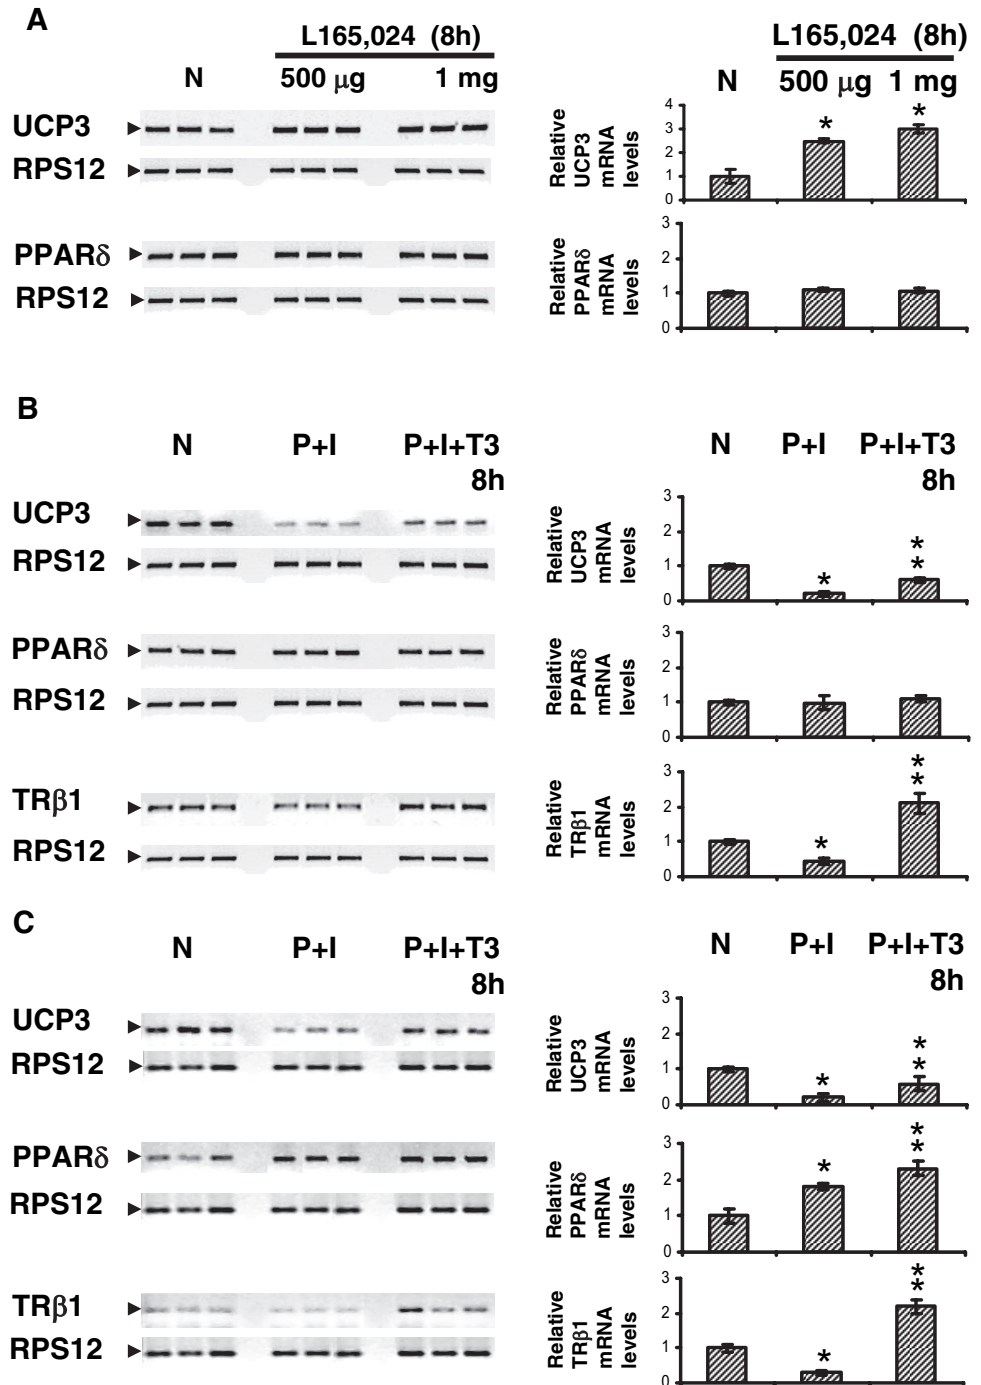 A
L165,024 (8h)
N 500 μg 1 mg
UCP3
RPS12
PPARδ
RPS12
L165,024 (8h)
N 500 μg 1 mg
Relative
UCP3
mRNA
levels
4
3
2
1
0
* *
Relative
PPARδ
mRNA
levels
3
2
1
0
B
N P+I P+I+T3
8h
UCP3
RPS12
PPARδ
RPS12
TRβ1
RPS12
N P+I P+I+T3
8h
Relative
UCP3
mRNA
levels
3
2
1
0
*
*
*
Relative
PPARδ
mRNA
levels
3
2
1
0
Relative
TRβ1
mRNA
levels
3
2
1
0
*
*
*
C
N P+I P+I+T3
8h
UCP3
RPS12
PPARδ
RPS12
TRβ1
RPS12
N P+I P+I+T3
8h
Relative
UCP3
mRNA
levels
3
2
1
0
*
*
*
Relative
PPARδ
mRNA
levels
3
2
1
0
*
*
*
Relative
TRβ1
mRNA
levels
3
2
1
0
*
*
*